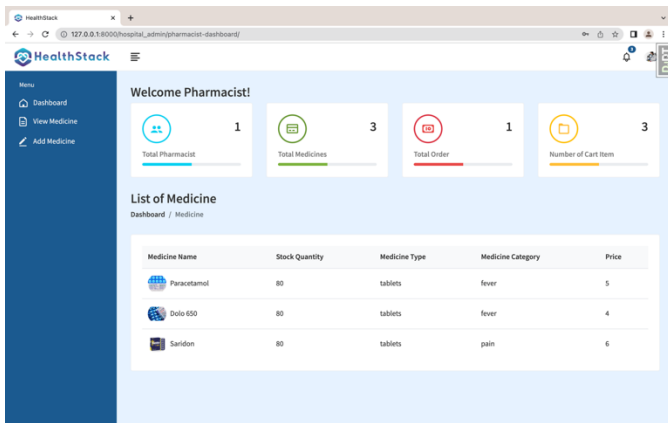 HealthStack
127.0.0.1:8000/hospital_admin/pharmacist-dashboard/
HealthStack
Menu
Dashboard
View Medicine
Add Medicine
Welcome Pharmacist!
1
Total Pharmacist
3
Total Medicines
1
Total Order
3
Number of Cart Item
List of Medicine
Dashboard / Medicine
Medicine Name Stock Quantity Medicine Type Medicine Category Price
Paracetamol 80 tablets fever 5
Dolo 650 80 tablets fever 4
Saridon 80 tablets pain 6